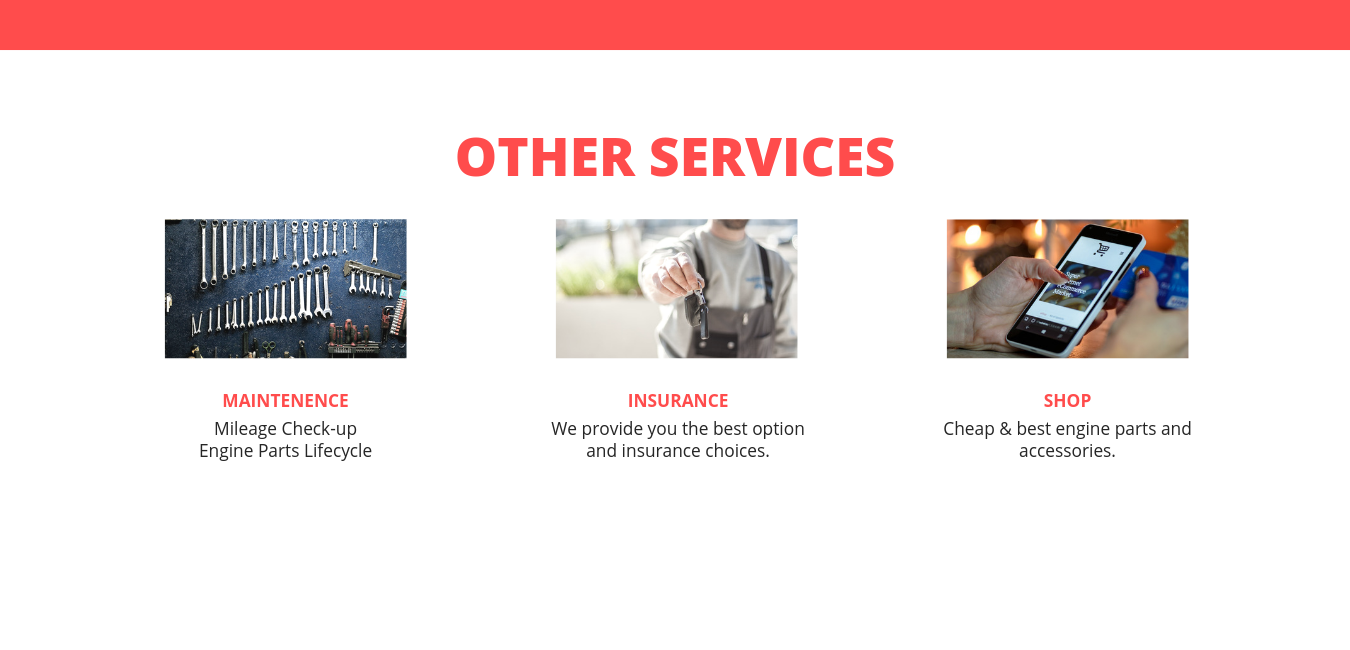 OTHER SERVICES
MAINTENENCE
Mileage Check-up
Engine Parts Lifecycle
INSURANCE
We provide you the best option
and insurance choices.
SHOP
Cheap & best engine parts and
accessories.